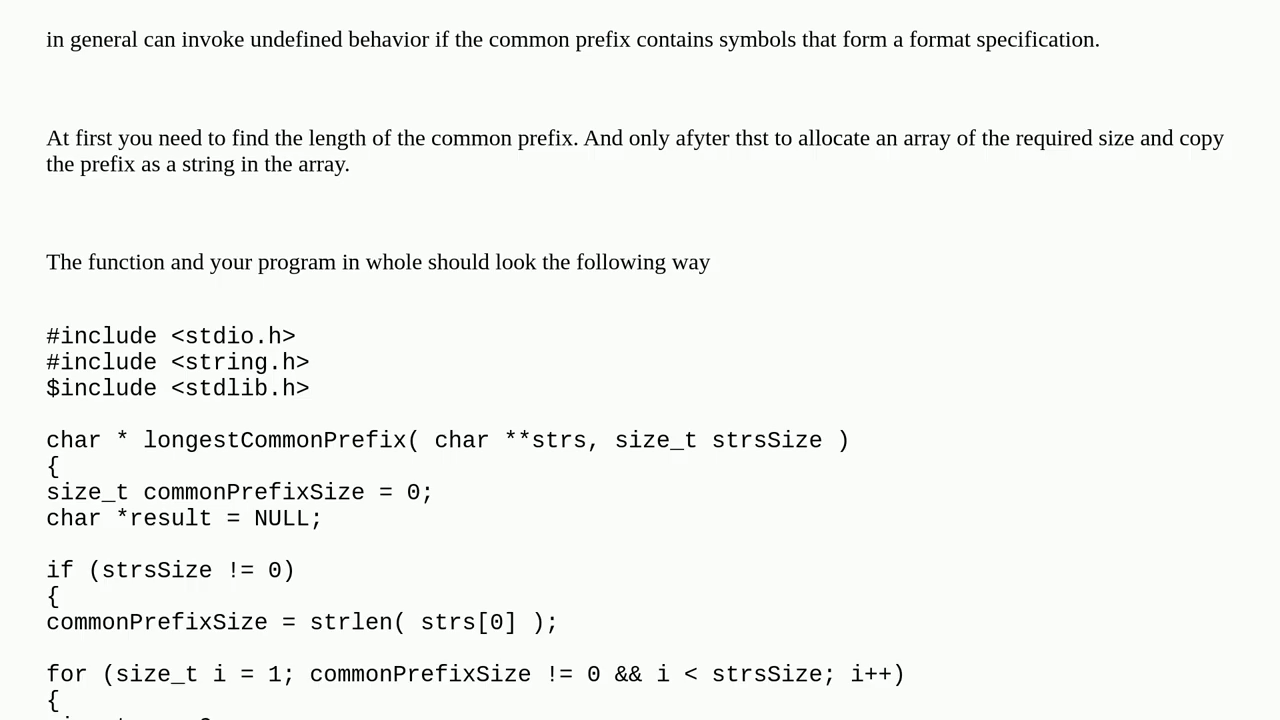 in general can invoke undefined behavior if the common prefix contains symbols that form a format specification.
At first you need to find the length of the common prefix. And only afyter thst to allocate an array of the required size and copy
the prefix as a string in the array.
The function and your program in whole should look the following way
#include <stdio.h>
#include <string.h>
$include <stdlib.h>
char * longestCommonPrefix( char **strs, size_t strsSize )
{
size_t commonPrefixSize = 0;
char *result = NULL;
if (strsSize != 0)
{
commonPrefixSize = strlen( strs[0] );
for (size_t i = 1; commonPrefixSize != 0 && i < strsSize; i++)
{